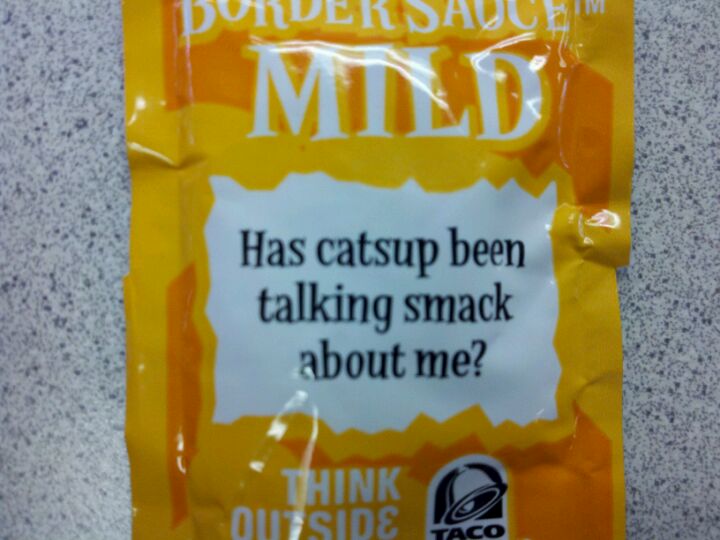 BORDER SAUCE™
MILD
Has catsup been
talking smack
about me?
THINK
OUTSIDE
TACO